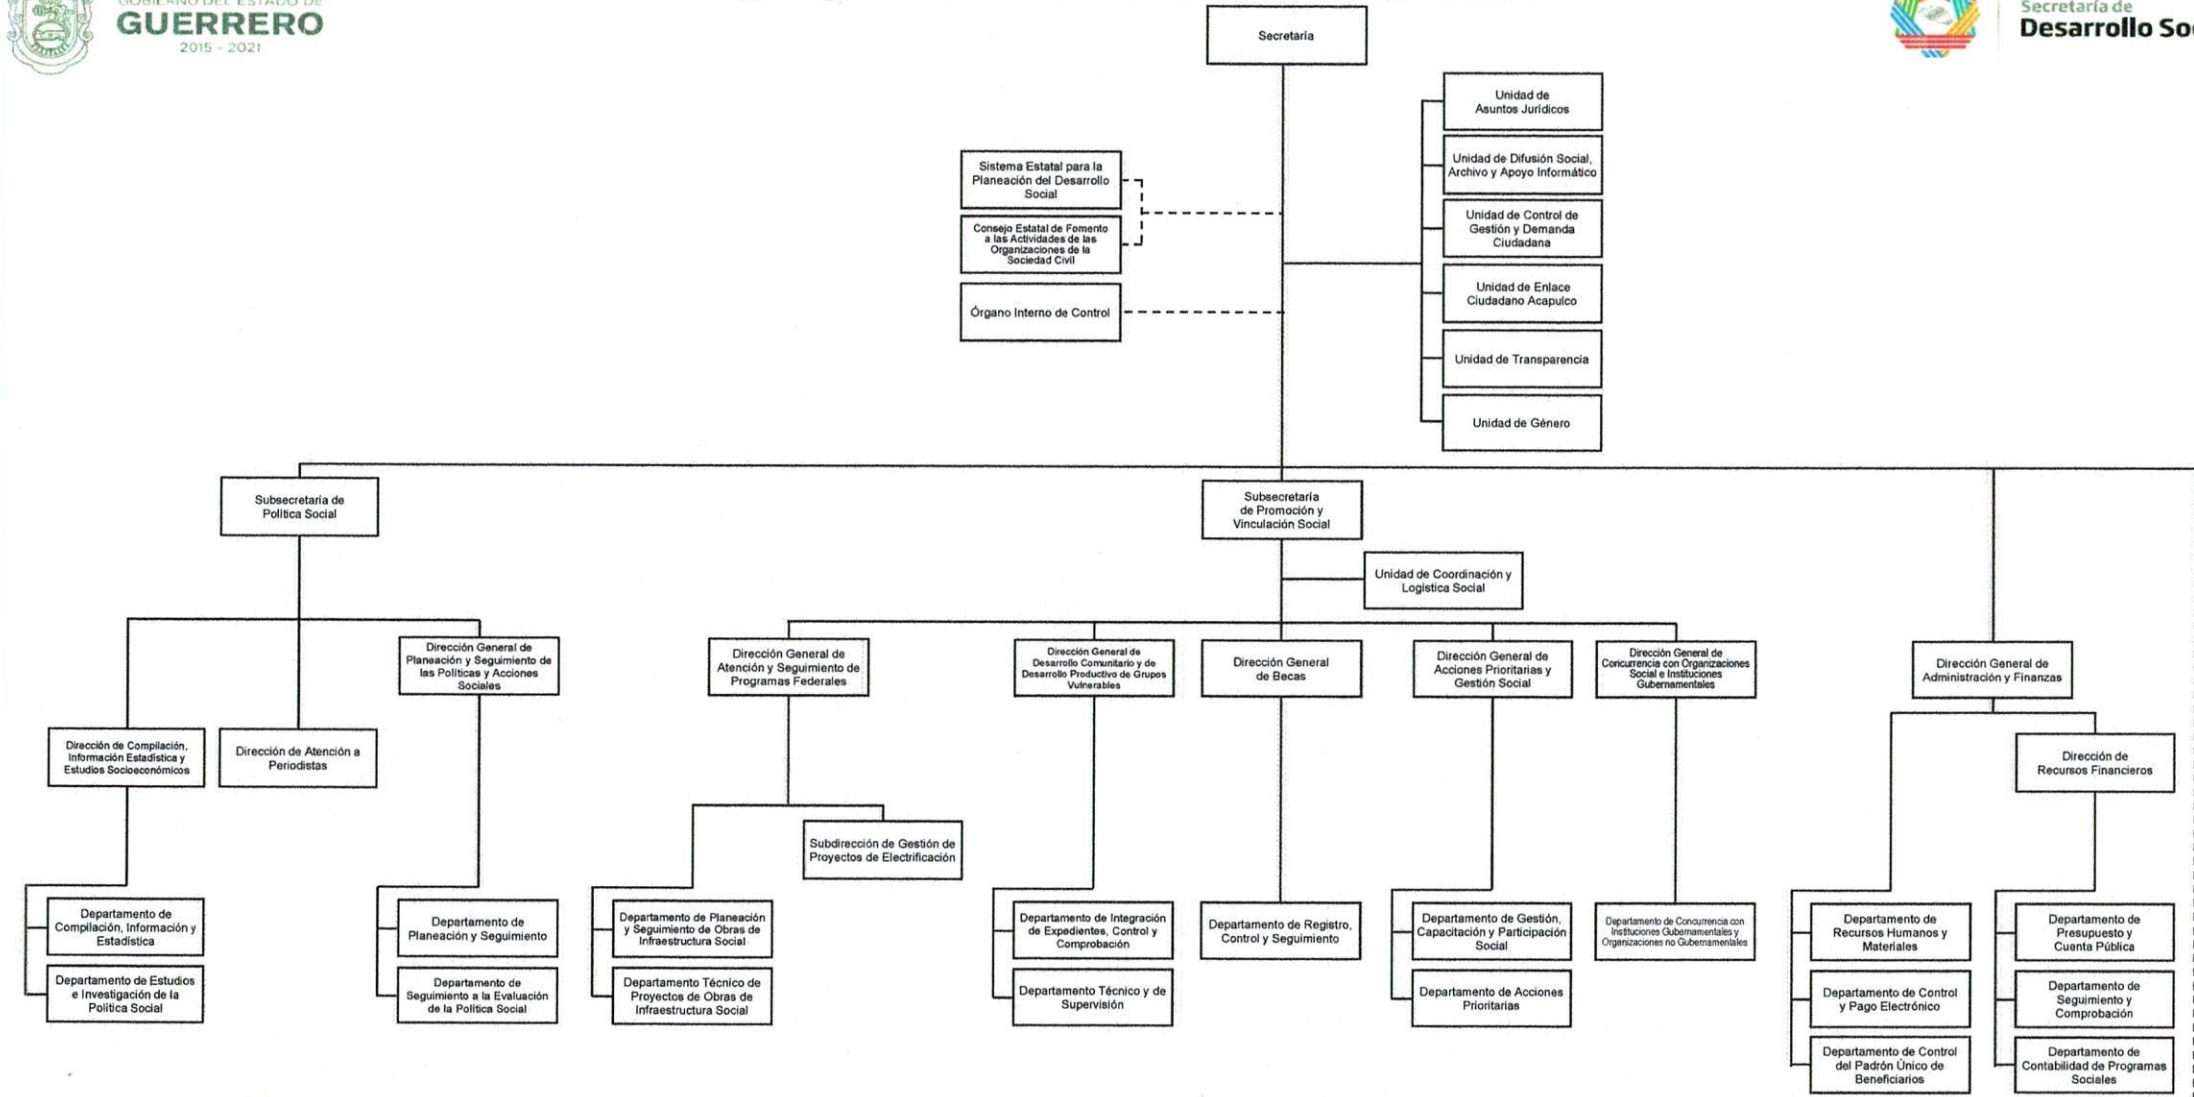 GOBIERNO DEL ESTADO DE
GUERRERO
2015 - 2021
Secretaría de
Desarrollo So
Secretaría
Unidad de
Asuntos Jurídicos
Unidad de Difusión Social,
Archivo y Apoyo Informático
Unidad de Control de
Gestión y Demanda
Ciudadana
Unidad de Enlace
Ciudadano Acapulco
Unidad de Transparencia
Unidad de Género
Sistema Estatal para la
Planeación del Desarrollo
Social
Consejo Estatal de Fomento
a las Actividades de las
Organizaciones de la
Sociedad Civil
Órgano Interno de Control
Subsecretaría de
Política Social
Subsecretaría
de Promoción y
Vinculación Social
Unidad de Coordinación y
Logística Social
Dirección General de
Planeación y Seguimiento de
las Políticas y Acciones
Sociales
Dirección General de
Atención y Seguimiento de
Programas Federales
Dirección General de
Desarrollo Comunitario y de
Desarrollo Productivo de Grupos
Vulnerables
Dirección General
de Becas
Dirección General de
Acciones Prioritarias y
Gestión Social
Dirección General de
Concurrencia con Organizaciones
Social e Instituciones
Gubernamentales
Dirección General de
Administración y Finanzas
Dirección de Compilación,
Información Estadística y
Estudios Socioeconómicos
Dirección de Atención a
Periodistas
Dirección de
Recursos Financieros
Subdirección de Gestión de
Proyectos de Electrificación
Departamento de
Compilación, Información y
Estadística
Departamento de Estudios
e Investigación de la
Política Social
Departamento de
Planeación y Seguimiento
Departamento de
Seguimiento a la Evaluación
de la Política Social
Departamento de Planeación
y Seguimiento de Obras de
Infraestructura Social
Departamento Técnico de
Proyectos de Obras de
Infraestructura Social
Departamento de Integración
de Expedientes, Control y
Comprobación
Departamento Técnico y de
Supervisión
Departamento de Registro,
Control y Seguimiento
Departamento de Gestión,
Capacitación y Participación
Social
Departamento de Acciones
Prioritarias
Departamento de Concurrencia con
Instituciones Gubernamentales y
Organizaciones no Gubernamentales
Departamento de
Recursos Humanos y
Materiales
Departamento de Control
y Pago Electrónico
Departamento de Control
del Padrón Único de
Beneficiarios
Departamento de
Presupuesto y
Cuenta Pública
Departamento de
Seguimiento y
Comprobación
Departamento de
Contabilidad de Programas
Sociales